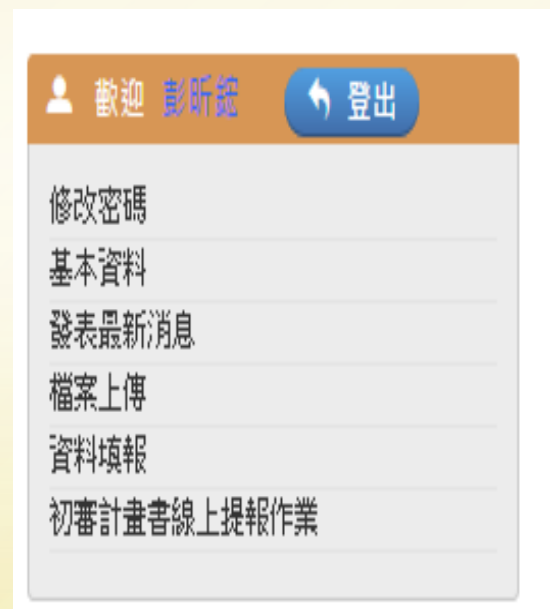 歡迎 彭昕鋐 登出
修改密碼
基本資料
發表最新消息
檔案上傳
資料填報
初審計畫書線上提報作業